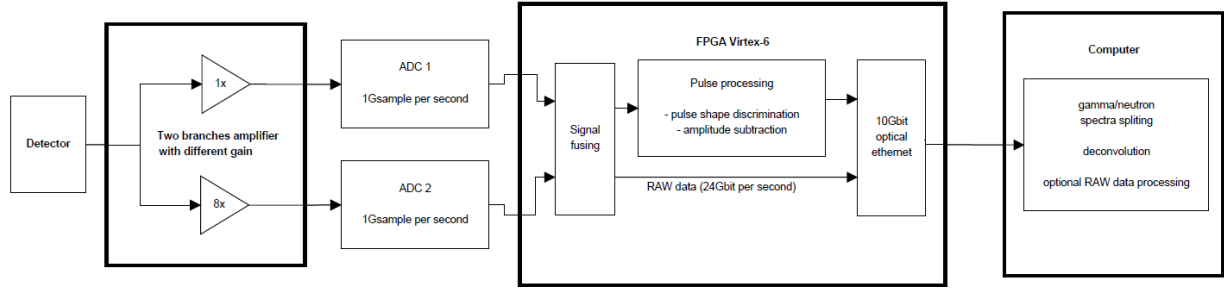 Detector
1x
Two branches amplifier
with different gain
8x
ADC 1
1Gsample per second
ADC 2
1Gsample per second
FPGA Virtex-6
Signal
fusing
Pulse processing
- pulse shape discrimination
- amplitude subtraction
RAW data (24Gbit per second)
10Gbit
optical
ethernet
Computer
gamma/neutron
spectra spliting
deconvolution
optional RAW data processing